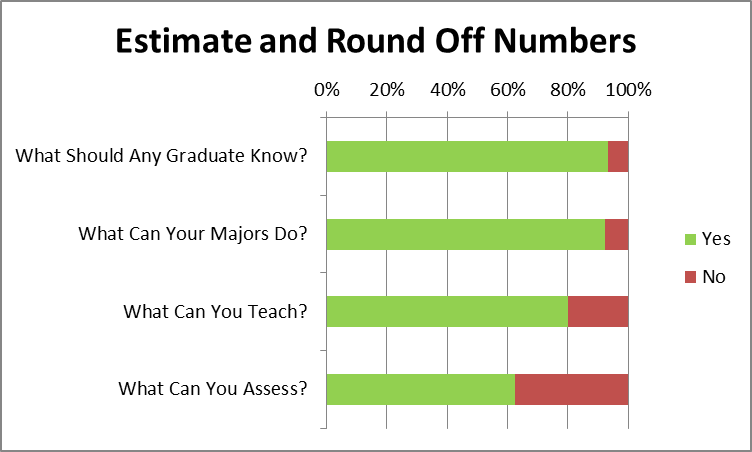 Estimate and Round Off Numbers
0% 20% 40% 60% 80% 100%
What Should Any Graduate Know?
What Can Your Majors Do?
Yes
No
What Can You Teach?
What Can You Assess?